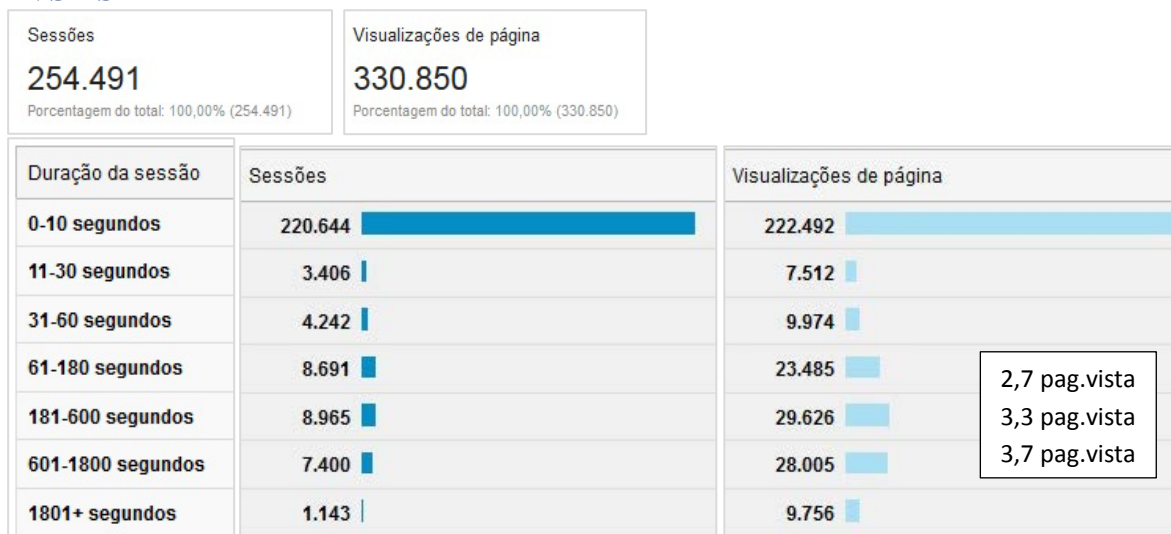 Sessões
254.491
Porcentagem do total: 100,00% (254.491)
Visualizações de página
330.850
Porcentagem do total: 100,00% (330.850)
Duração da sessão Sessões Visualizações de página
0-10 segundos 220.644 222.492
11-30 segundos 3.406 7.512
31-60 segundos 4.242 9.974
61-180 segundos 8.691 23.485 2,7 pag.vista
181-600 segundos 8.965 29.626 3,3 pag.vista
601-1800 segundos 7.400 28.005 3,7 pag.vista
1801+ segundos 1.143 9.756